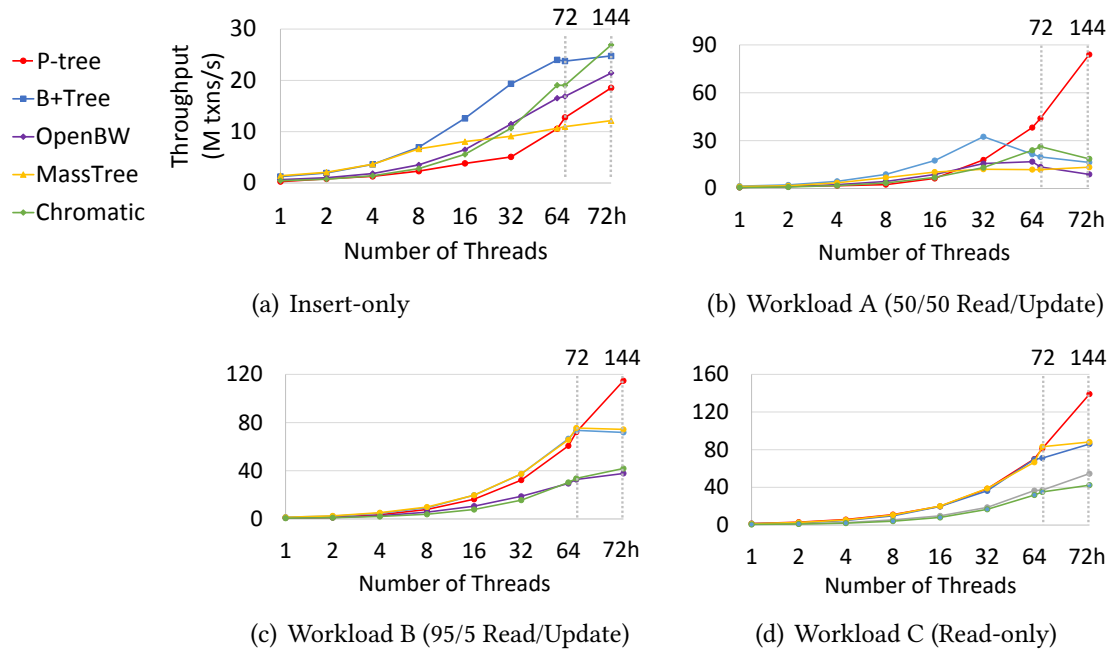 P-tree
B+Tree
OpenBW
MassTree
Chromatic
Throughput
(M txns/s)
72 144
30
20
10
0
1 2 4 8 16 32 64 72h
Number of Threads
(a) Insert-only
72 144
90
60
30
0
1 2 4 8 16 32 64 72h
Number of Threads
(b) Workload A (50/50 Read/Update)
72 144
120
80
40
0
1 2 4 8 16 32 64 72h
Number of Threads
(c) Workload B (95/5 Read/Update)
72 144
160
120
80
40
0
1 2 4 8 16 32 64 72h
Number of Threads
(d) Workload C (Read-only)